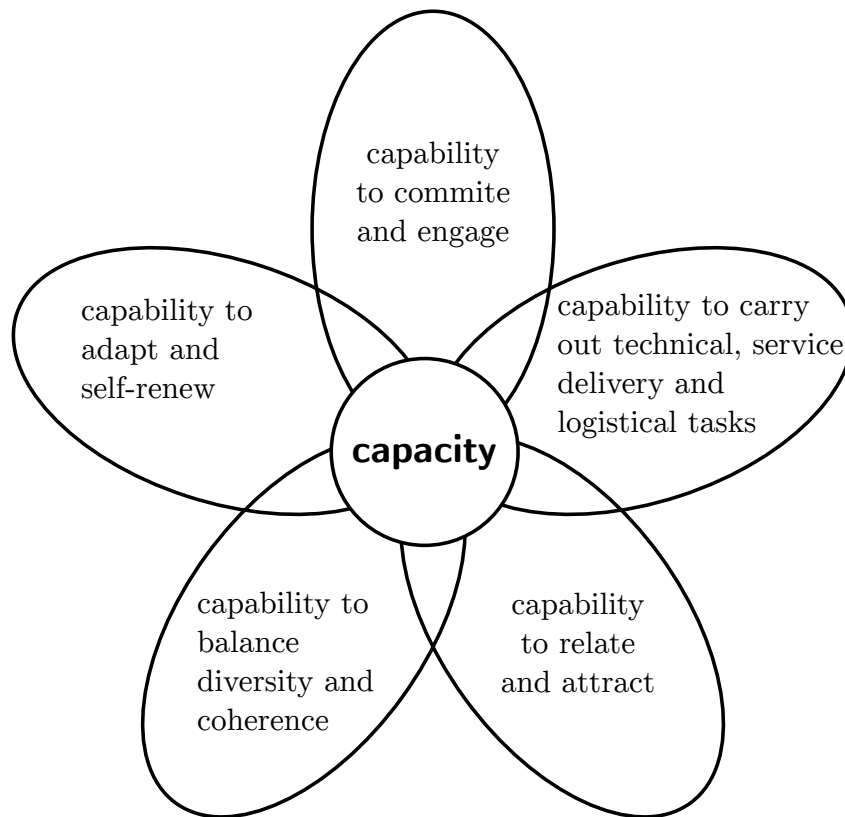 capability
to commite
and engage
capability to
adapt and
self-renew
capability to carry
out technical, service
delivery and
logistical tasks
capacity
capability to
balance
diversity and
coherence
capability
to relate
and attract